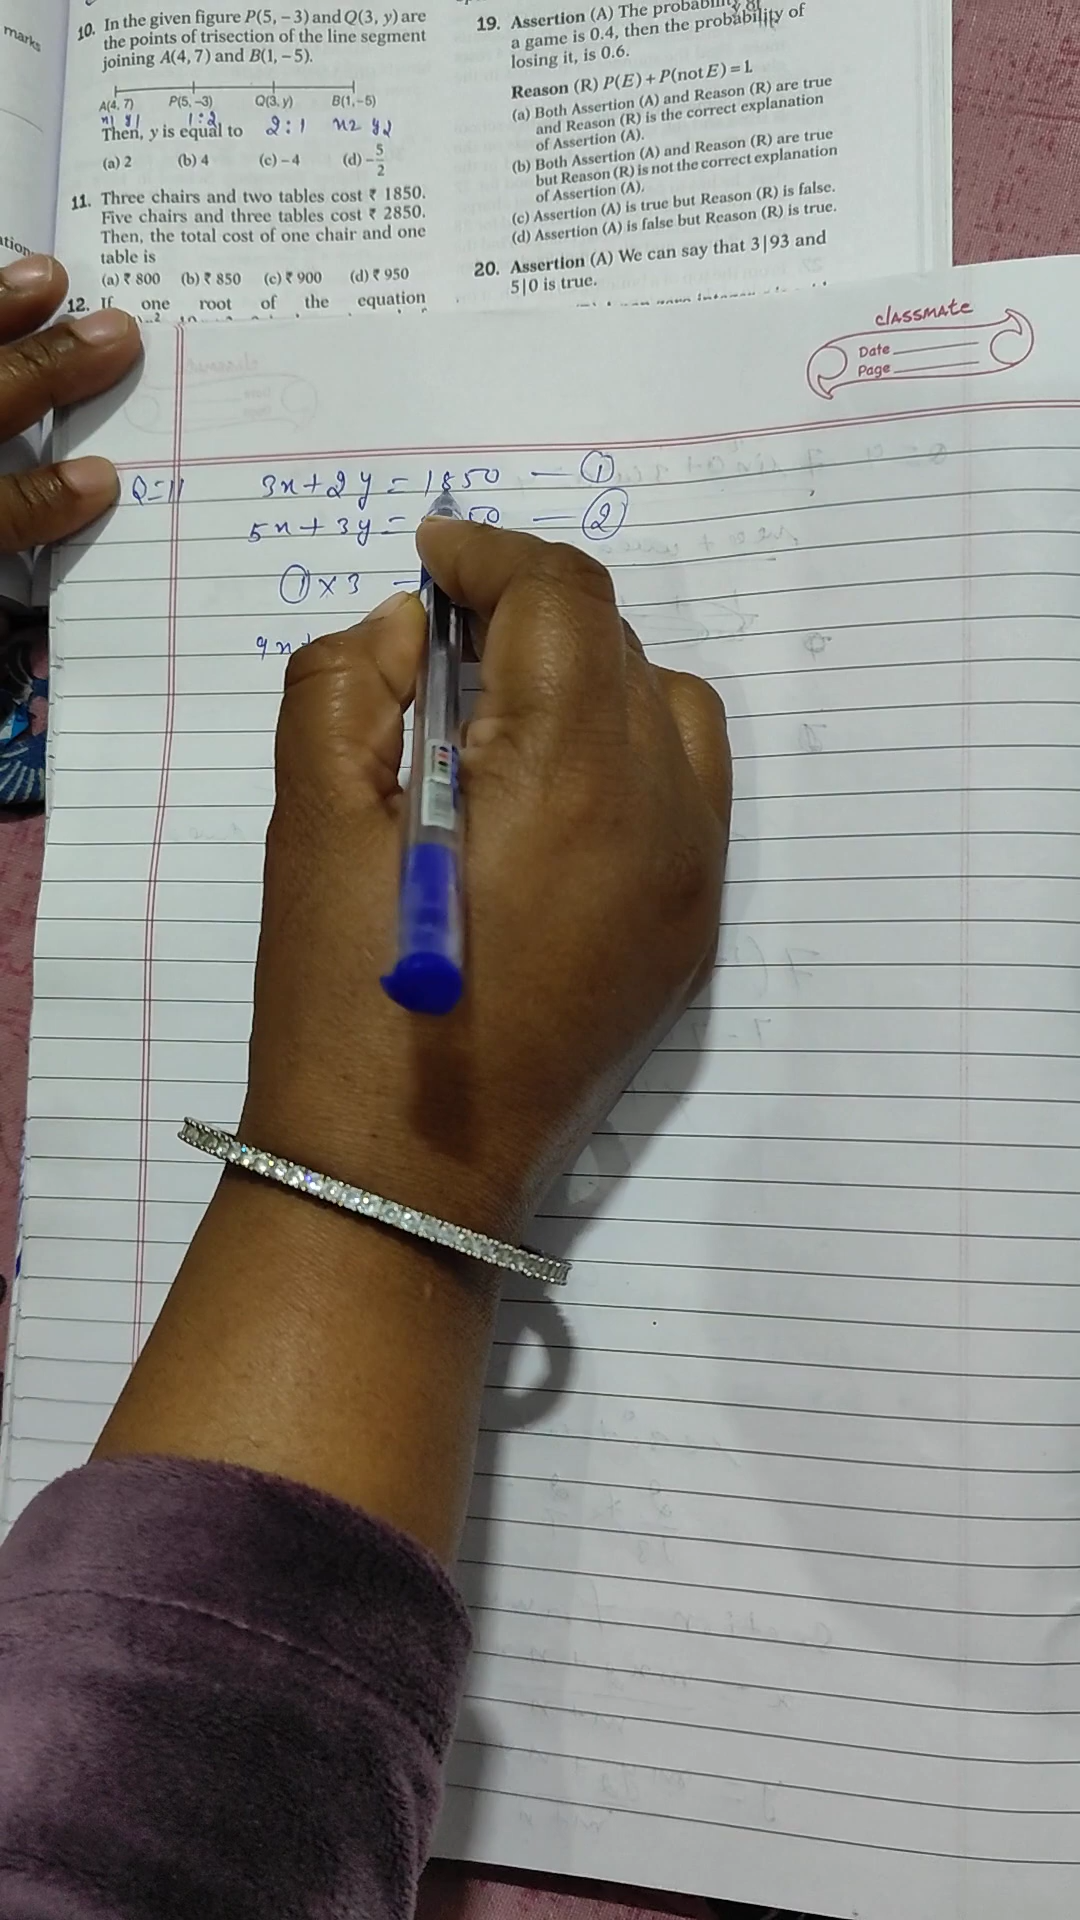 marks
10. In the given figure P(5, – 3) and Q(3, y) are
the points of trisection of the line segment
joining A(4, 7) and B(1, – 5).
A(4, 7) P(5, –3) Q(3, y) B(1, –5)
x1 y1 1:2 2:1 x2 y2
Then, y is equal to
(a) 2 (b) 4 (c) – 4 (d) – 5/2
11. Three chairs and two tables cost ₹ 1850.
Five chairs and three tables cost ₹ 2850.
Then, the total cost of one chair and one
table is
(a) ₹ 800 (b) ₹ 850 (c) ₹ 900 (d) ₹ 950
12. If one root of the equation
19. Assertion (A) The probability of
a game is 0.4, then the probability of
losing it, is 0.6.
Reason (R) P(E) + P(not E) = 1.
(a) Both Assertion (A) and Reason (R) are true
and Reason (R) is the correct explanation
of Assertion (A).
(b) Both Assertion (A) and Reason (R) are true
but Reason (R) is not the correct explanation
of Assertion (A).
(c) Assertion (A) is true but Reason (R) is false.
(d) Assertion (A) is false but Reason (R) is true.
20. Assertion (A) We can say that 3|93 and
5|0 is true.
classmate
Date
Page
Q=11 3x+2y = 1850 — ①
5x + 3y = 50 — ②
① × 3 —
9x+